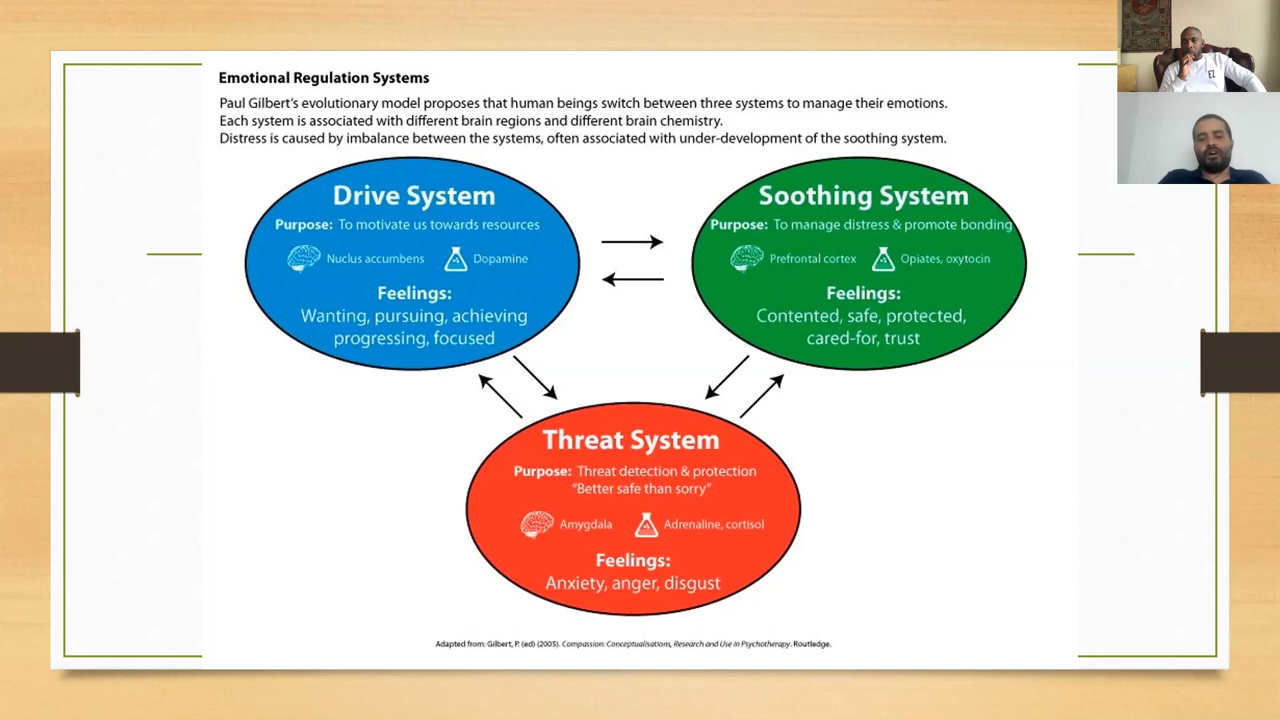 Emotional Regulation Systems
Paul Gilbert's evolutionary model proposes that human beings switch between three systems to manage their emotions.
Each system is associated with different brain regions and different brain chemistry.
Distress is caused by imbalance between the systems, often associated with under-development of the soothing system.
Drive System
Purpose: To motivate us towards resources
Nuclus accumbens
Dopamine
Feelings:
Wanting, pursuing, achieving
progressing, focused
Soothing System
Purpose: To manage distress & promote bonding
Prefrontal cortex
Opiates, oxytocin
Feelings:
Contented, safe, protected,
cared-for, trust
Threat System
Purpose: Threat detection & protection
"Better safe than sorry"
Amygdala
Adrenaline, cortisol
Feelings:
Anxiety, anger, disgust
Adapted from: Gilbert, P. (ed) (2005). Compassion: Conceptualisations, Research and Use in Psychotherapy. Routledge.
EL